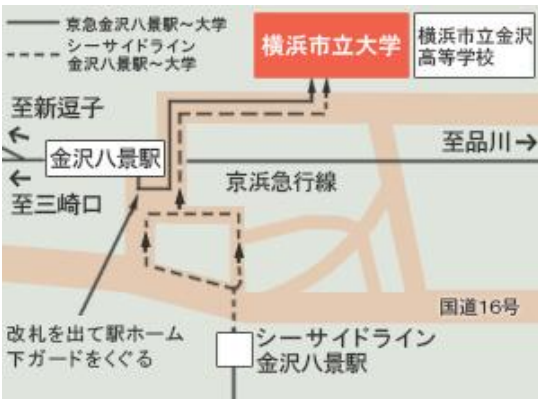 京急金沢八景駅～大学
シーサイドライン
金沢八景駅～大学
横浜市立大学
横浜市立金沢
高等学校
至新逗子
金沢八景駅
至品川→
至三崎口
京浜急行線
国道16号
改札を出て駅ホーム
下ガードをくぐる
シーサイドライン
金沢八景駅